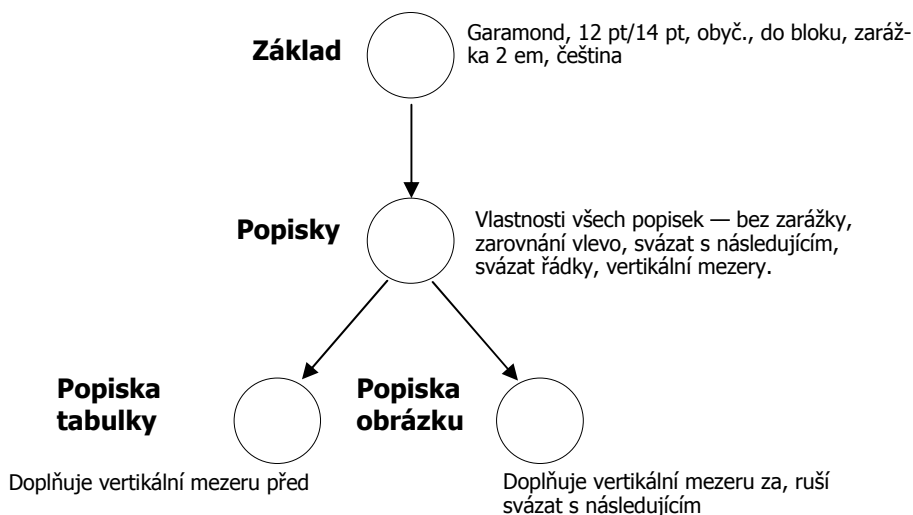 Základ
Garamond, 12 pt/14 pt, obyč., do bloku, zaráž-
ka 2 em, čeština
Popisky
Vlastnosti všech popisek — bez zarážky,
zarovnání vlevo, svázat s následujícím,
svázat řádky, vertikální mezery.
Popiska
tabulky
Popiska
obrázku
Doplňuje vertikální mezeru před
Doplňuje vertikální mezeru za, ruší
svázat s následujícím